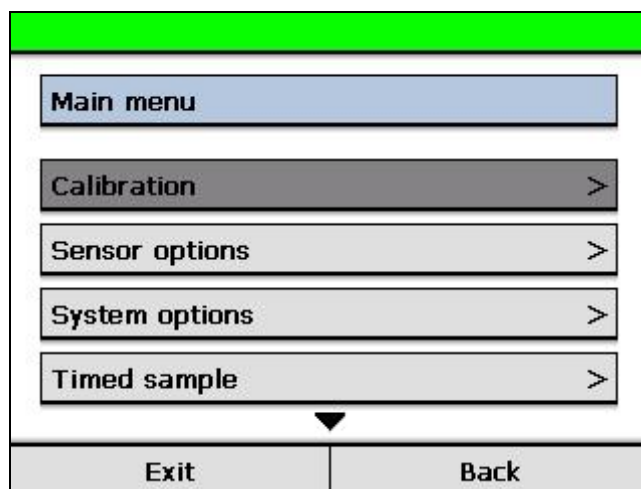 Main menu
Calibration >
Sensor options >
System options >
Timed sample >
Exit Back